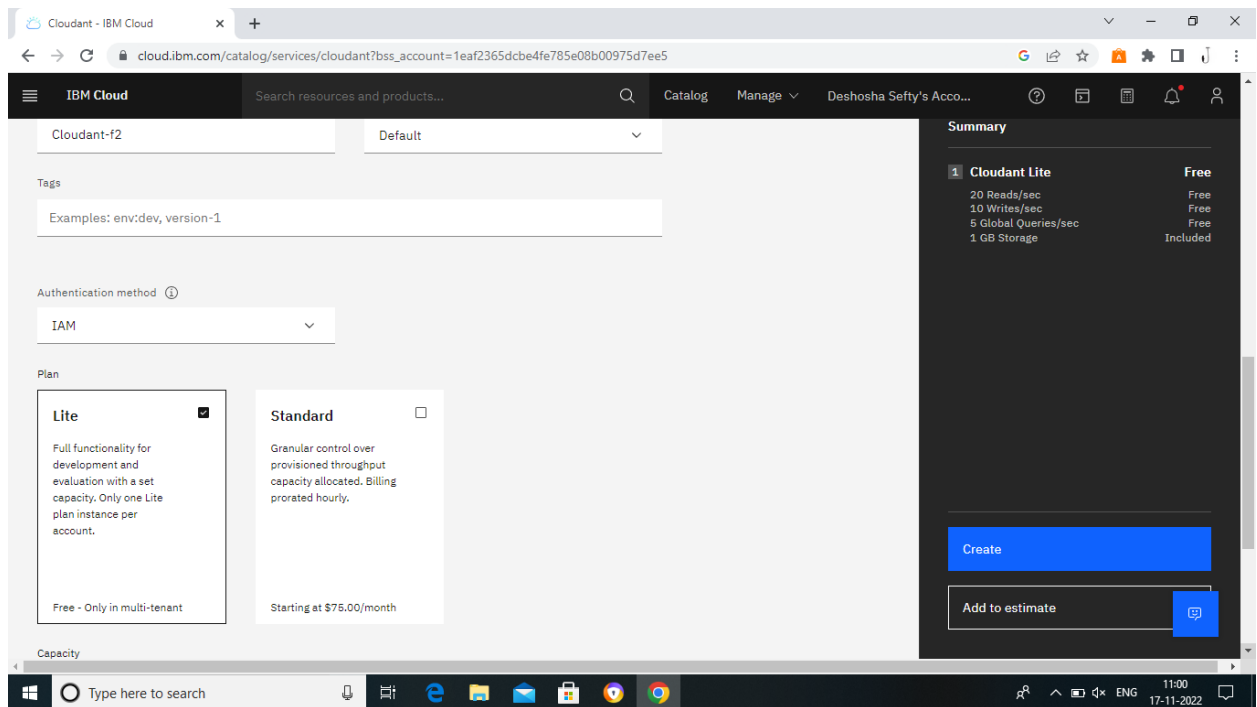 Cloudant - IBM Cloud
cloud.ibm.com/catalog/services/cloudant?bss_account=1eaf2365dcbe4fe785e08b00975d7ee5
IBM Cloud
Search resources and products...
Catalog
Manage
Deshosha Sefty's Acco...
Cloudant-f2
Default
Tags
Examples: env:dev, version-1
Authentication method
IAM
Plan
Lite
Full functionality for
development and
evaluation with a set
capacity. Only one Lite
plan instance per
account.
Free - Only in multi-tenant
Standard
Granular control over
provisioned throughput
capacity allocated. Billing
prorated hourly.
Starting at $75.00/month
Capacity
Summary
1 Cloudant Lite Free
20 Reads/sec Free
10 Writes/sec Free
5 Global Queries/sec Free
1 GB Storage Included
Create
Add to estimate
Type here to search
ENG
11:00
17-11-2022